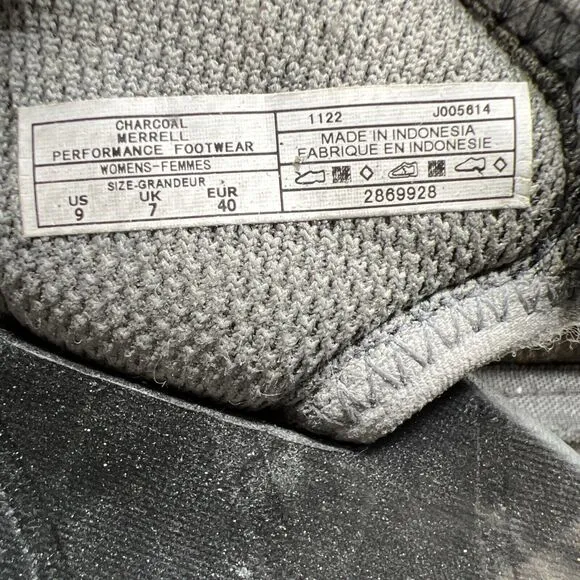 CHARCOAL
MERRELL
PERFORMANCE FOOTWEAR
WOMENS-FEMMES
SIZE-GRANDEUR
US UK EUR
9 7 40
1122 J005614
MADE IN INDONESIA
FABRIQUE EN INDONESIE
2869928